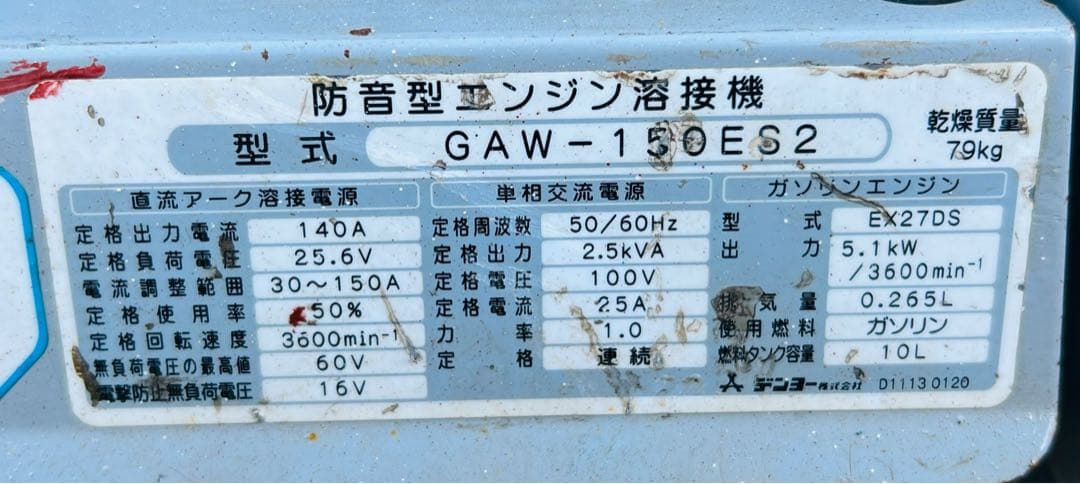 防音型エンジン溶接機
型式 GAW-150ES2
乾燥質量
79kg
直流アーク溶接電源
定格出力電流 140A
定格負荷電圧 25.6V
電流調整範囲 30～150A
定格使用率 50%
定格回転速度 3600min⁻¹
無負荷電圧の最高値 60V
電撃防止無負荷電圧 16V
単相交流電源
定格周波数 50/60Hz
定格出力 2.5kVA
定格電圧 100V
定格電流 25A
力率 1.0
定格 連続
ガソリンエンジン
型式 EX27DS
出力 5.1kW
/3600min⁻¹
排気量 0.265L
使用燃料 ガソリン
燃料タンク容量 10L
デンヨー株式会社 D11130120